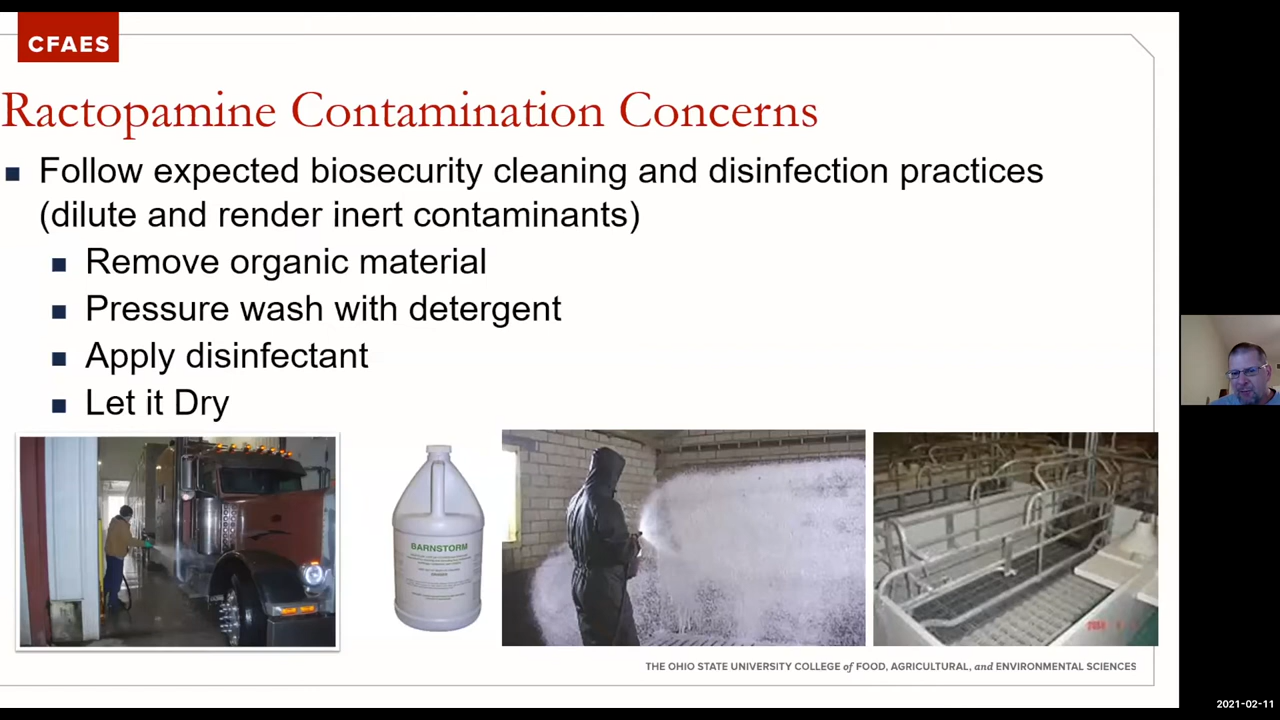 CFAES
Ractopamine Contamination Concerns
Follow expected biosecurity cleaning and disinfection practices
(dilute and render inert contaminants)
Remove organic material
Pressure wash with detergent
Apply disinfectant
Let it Dry
BARNSTORM
THE OHIO STATE UNIVERSITY COLLEGE of FOOD, AGRICULTURAL, and ENVIRONMENTAL SCIENCES
2021-02-11